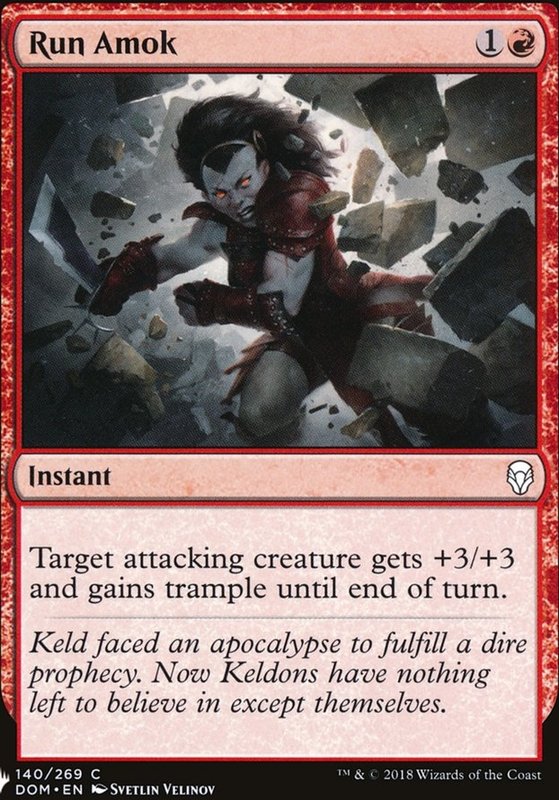 Run Amok 1
Instant
Target attacking creature gets +3/+3
and gains trample until end of turn.
Keld faced an apocalypse to fulfill a dire
prophecy. Now Keldons have nothing
left to believe in except themselves.
140/269 C
DOM • EN Svetlin Velinov
™ & © 2018 Wizards of the Coast